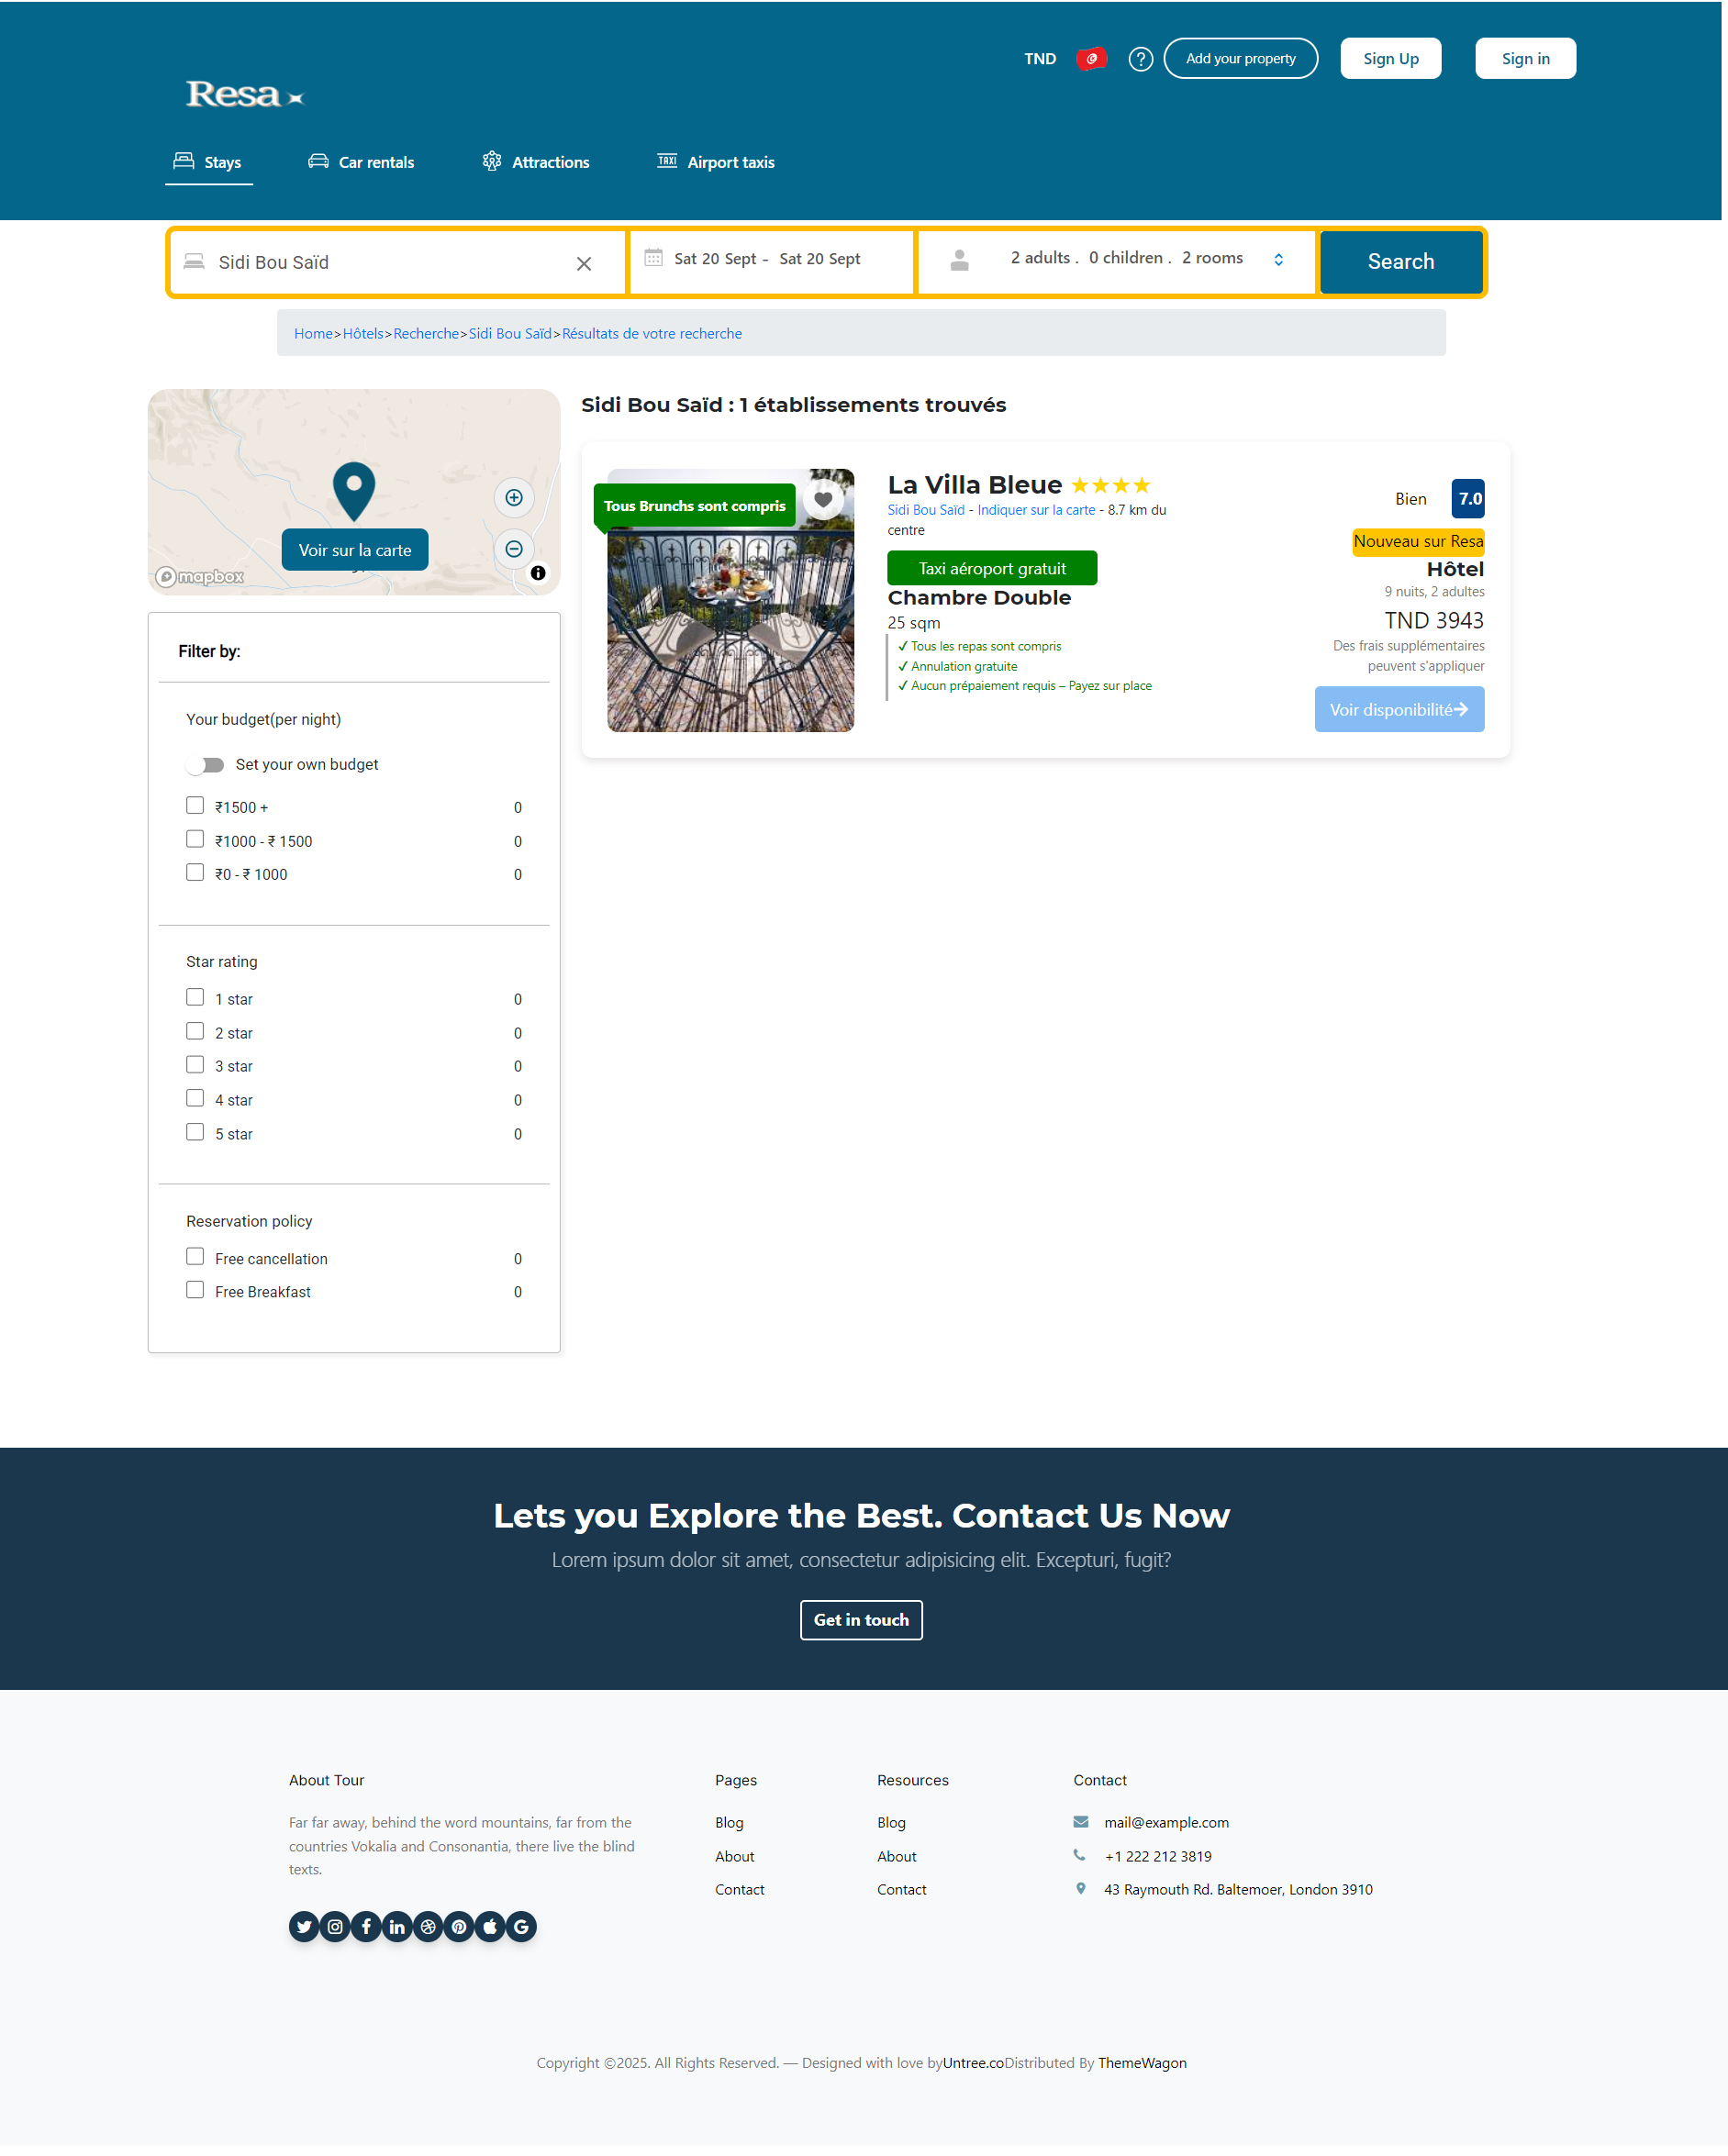 TND
Add your property
Sign Up
Sign in
Resa
Stays
Car rentals
TAXI
Attractions
Airport taxis
Sidi Bou Saïd
Sat 20 Sept - Sat 20 Sept
2 adults . 0 children . 2 rooms
Search
Home>Hôtels>Recherche>Sidi Bou Saïd>Résultats de votre recherche
Voir sur la carte
mapbox
Filter by:
Your budget(per night)
Set your own budget
₹1500 + 0
₹1000 - ₹ 1500 0
₹0 - ₹ 1000 0
Star rating
1 star 0
2 star 0
3 star 0
4 star 0
5 star 0
Reservation policy
Free cancellation 0
Free Breakfast 0
Sidi Bou Saïd : 1 établissements trouvés
Tous Brunchs sont compris
La Villa Bleue
Sidi Bou Saïd - Indiquer sur la carte - 8.7 km du
centre
Taxi aéroport gratuit
Chambre Double
25 sqm
✓ Tous les repas sont compris
✓ Annulation gratuite
✓ Aucun prépaiement requis – Payez sur place
Bien 7.0
Nouveau sur Resa
Hôtel
9 nuits, 2 adultes
TND 3943
Des frais supplémentaires
peuvent s'appliquer
Voir disponibilité
Lets you Explore the Best. Contact Us Now
Lorem ipsum dolor sit amet, consectetur adipisicing elit. Excepturi, fugit?
Get in touch
About Tour
Far far away, behind the word mountains, far from the
countries Vokalia and Consonantia, there live the blind
texts.
Pages
Blog
About
Contact
Resources
Blog
About
Contact
Contact
mail@example.com
+1 222 212 3819
43 Raymouth Rd. Baltemoer, London 3910
Copyright ©2025. All Rights Reserved. — Designed with love byUntree.coDistributed By ThemeWagon